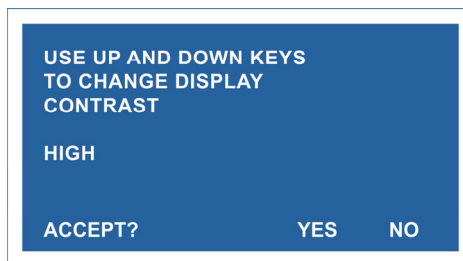 USE UP AND DOWN KEYS
TO CHANGE DISPLAY
CONTRAST
HIGH
ACCEPT? YES NO